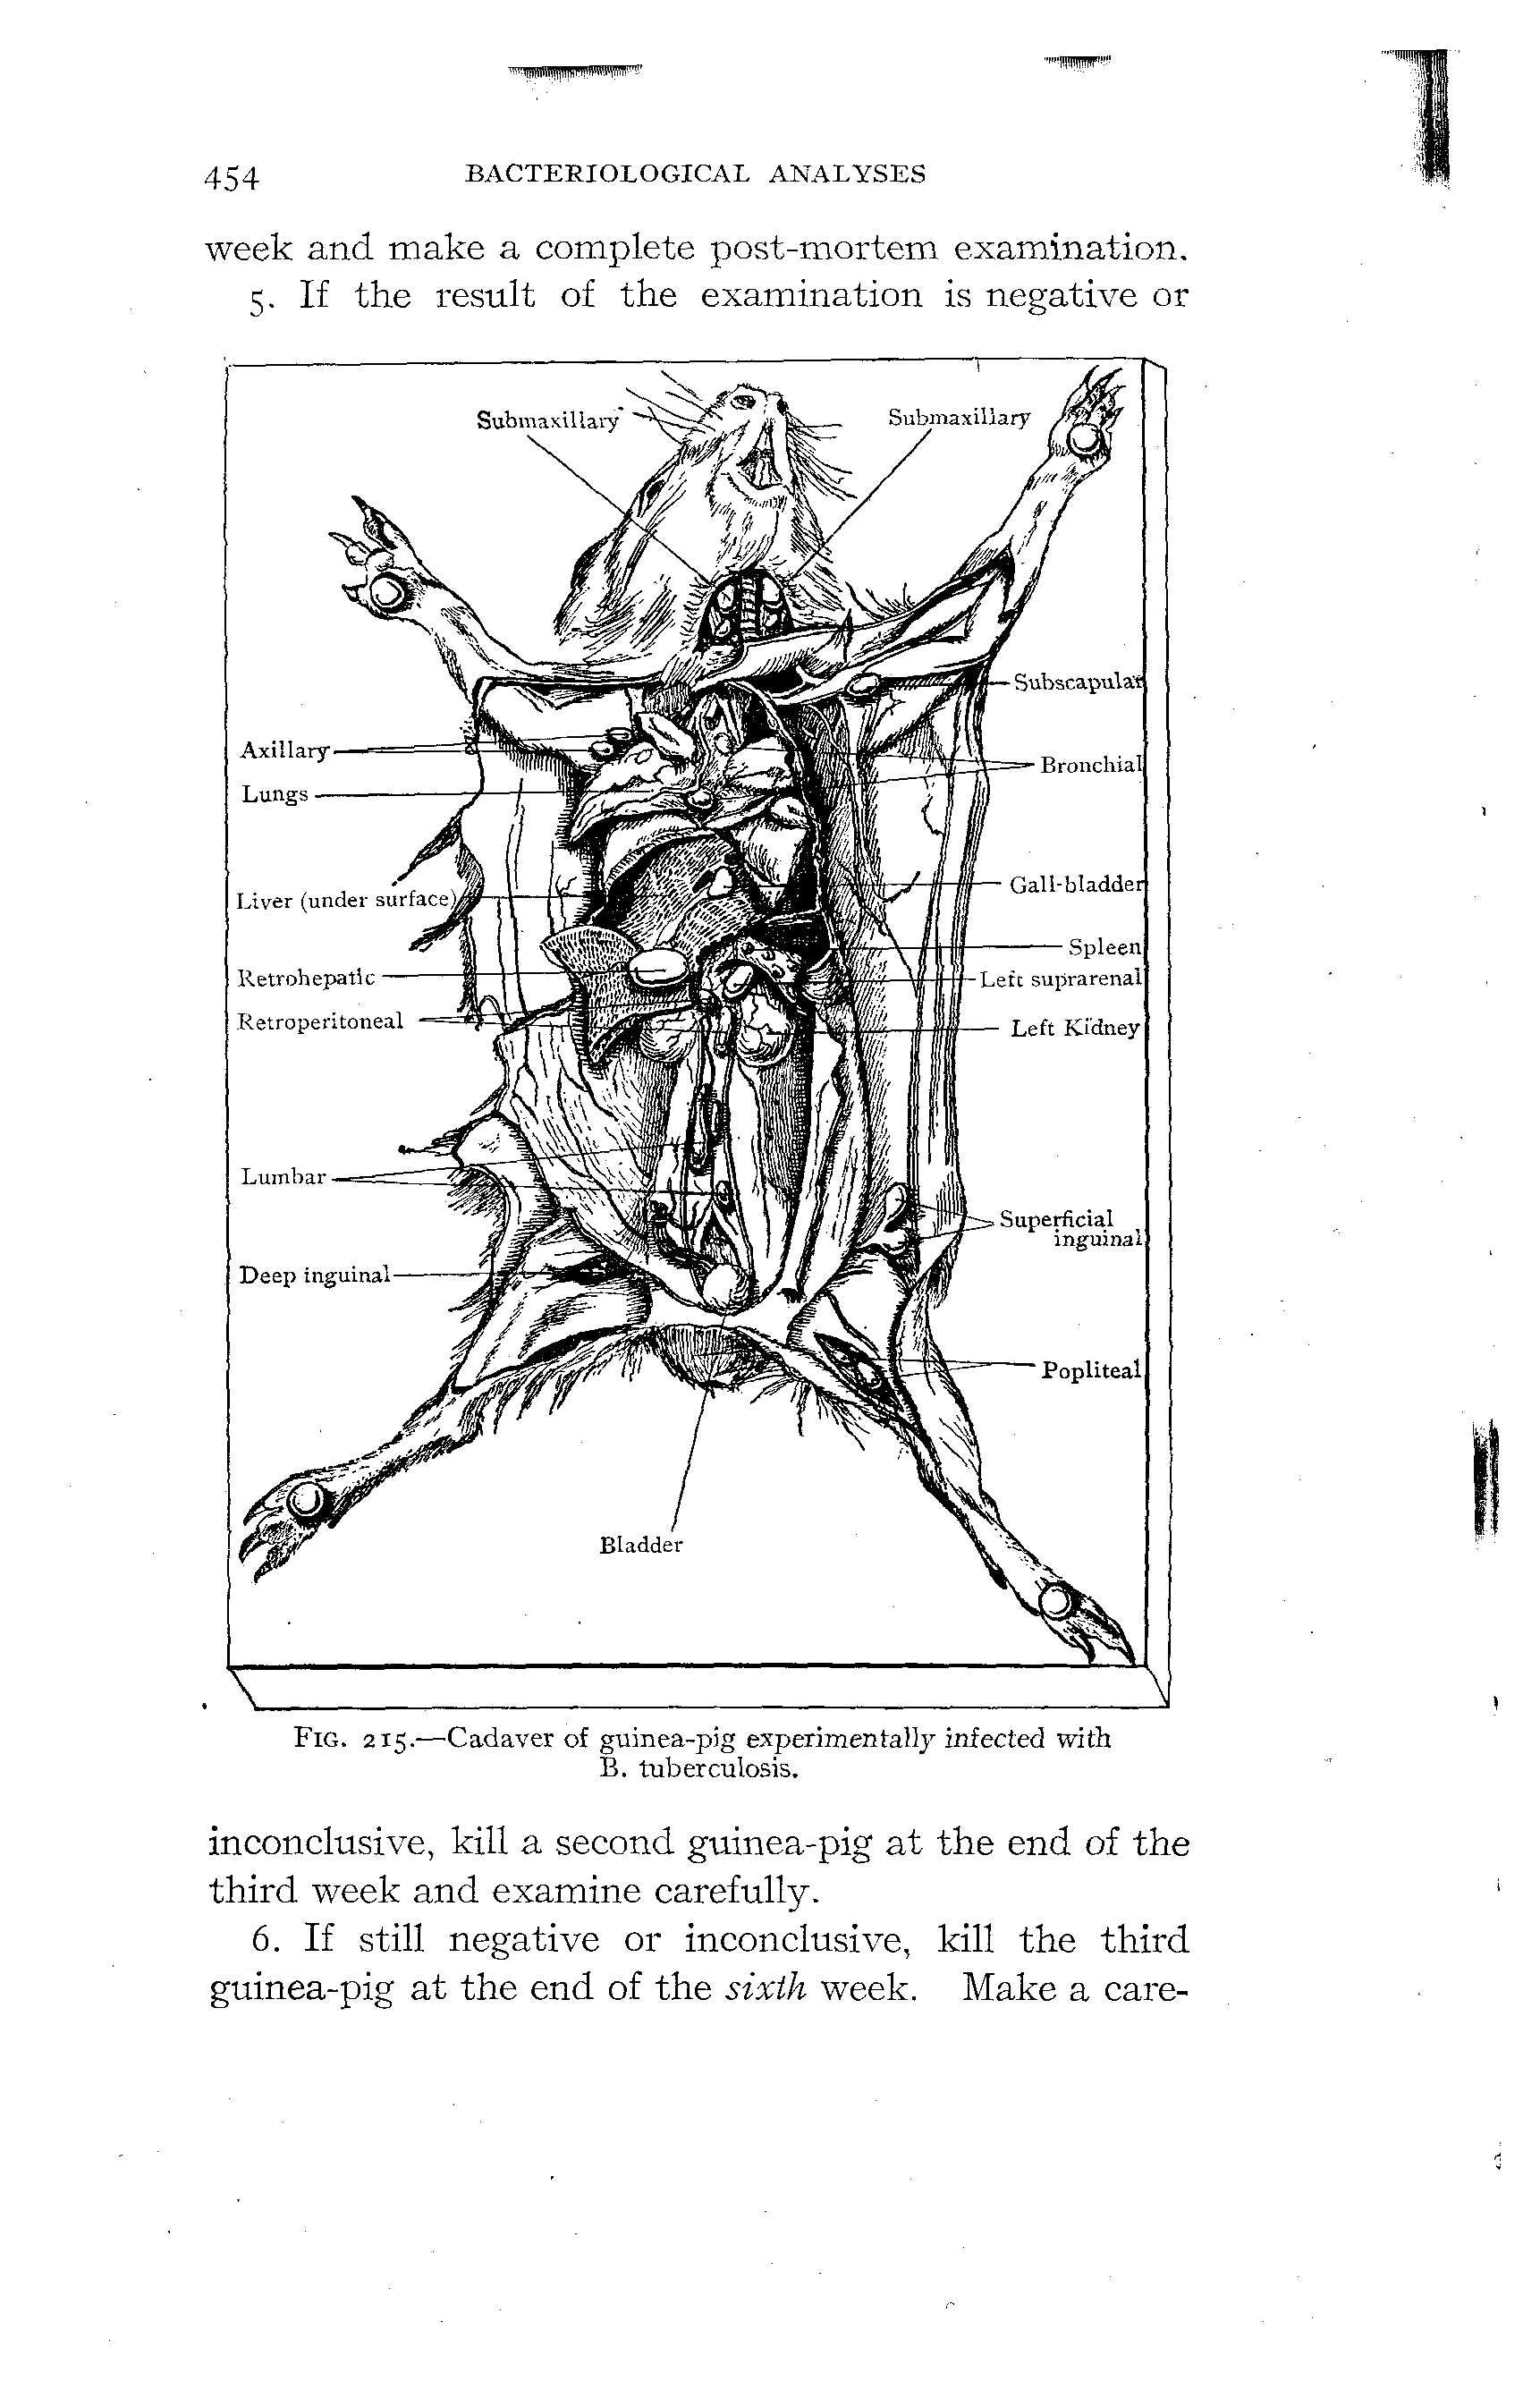 454 BACTERIOLOGICAL ANALYSES
week and make a complete post-mortem examination.
5. If the result of the examination is negative or
Submaxillary Submaxillary
Subscapular
Axillary
Bronchial
Lungs
Gall-bladder
Liver (under surface)
Spleen
Retrohepatic
Left suprarenal
Retroperitoneal
Left Kidney
Lumbar
Superficial
inguinal
Deep inguinal
Popliteal
Bladder
FIG. 215.—Cadaver of guinea-pig experimentally infected with
B. tuberculosis.
inconclusive, kill a second guinea-pig at the end of the
third week and examine carefully.
6. If still negative or inconclusive, kill the third
guinea-pig at the end of the sixth week. Make a care-